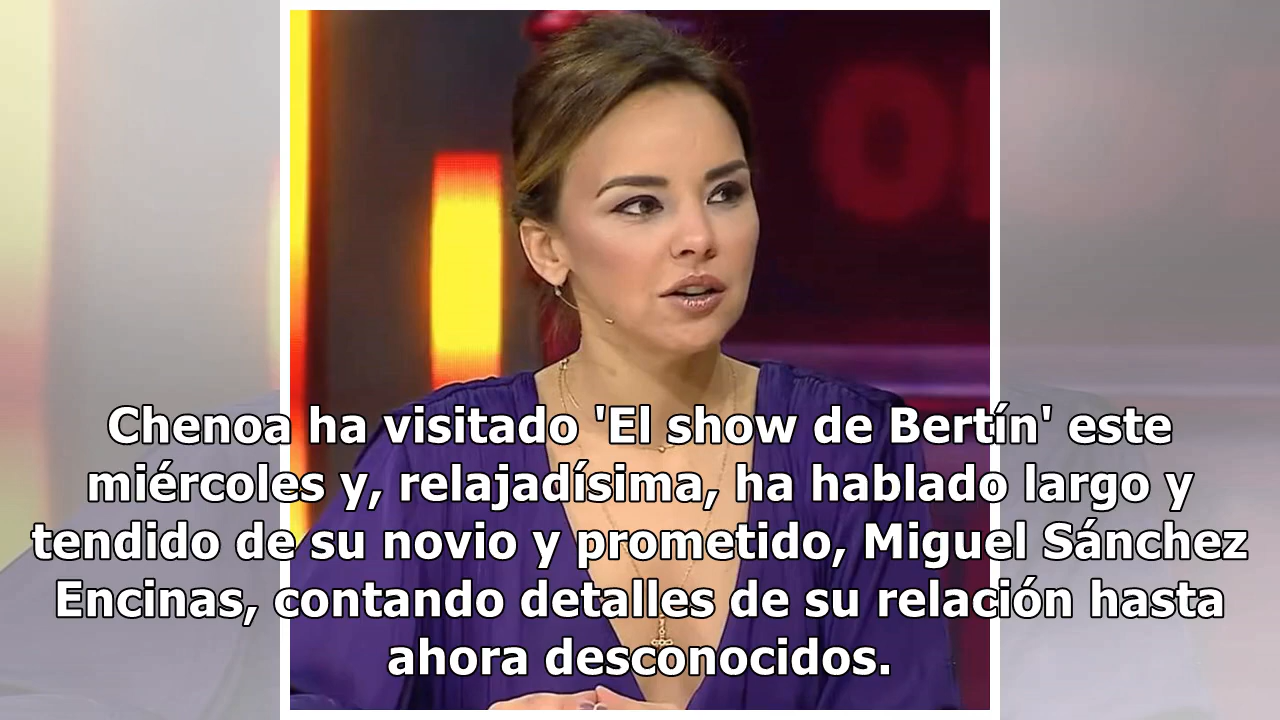 Chenoa ha visitado 'El show de Bertín' este
miércoles y, relajadísima, ha hablado largo y
tendido de su novio y prometido, Miguel Sánchez
Encinas, contando detalles de su relación hasta
ahora desconocidos.